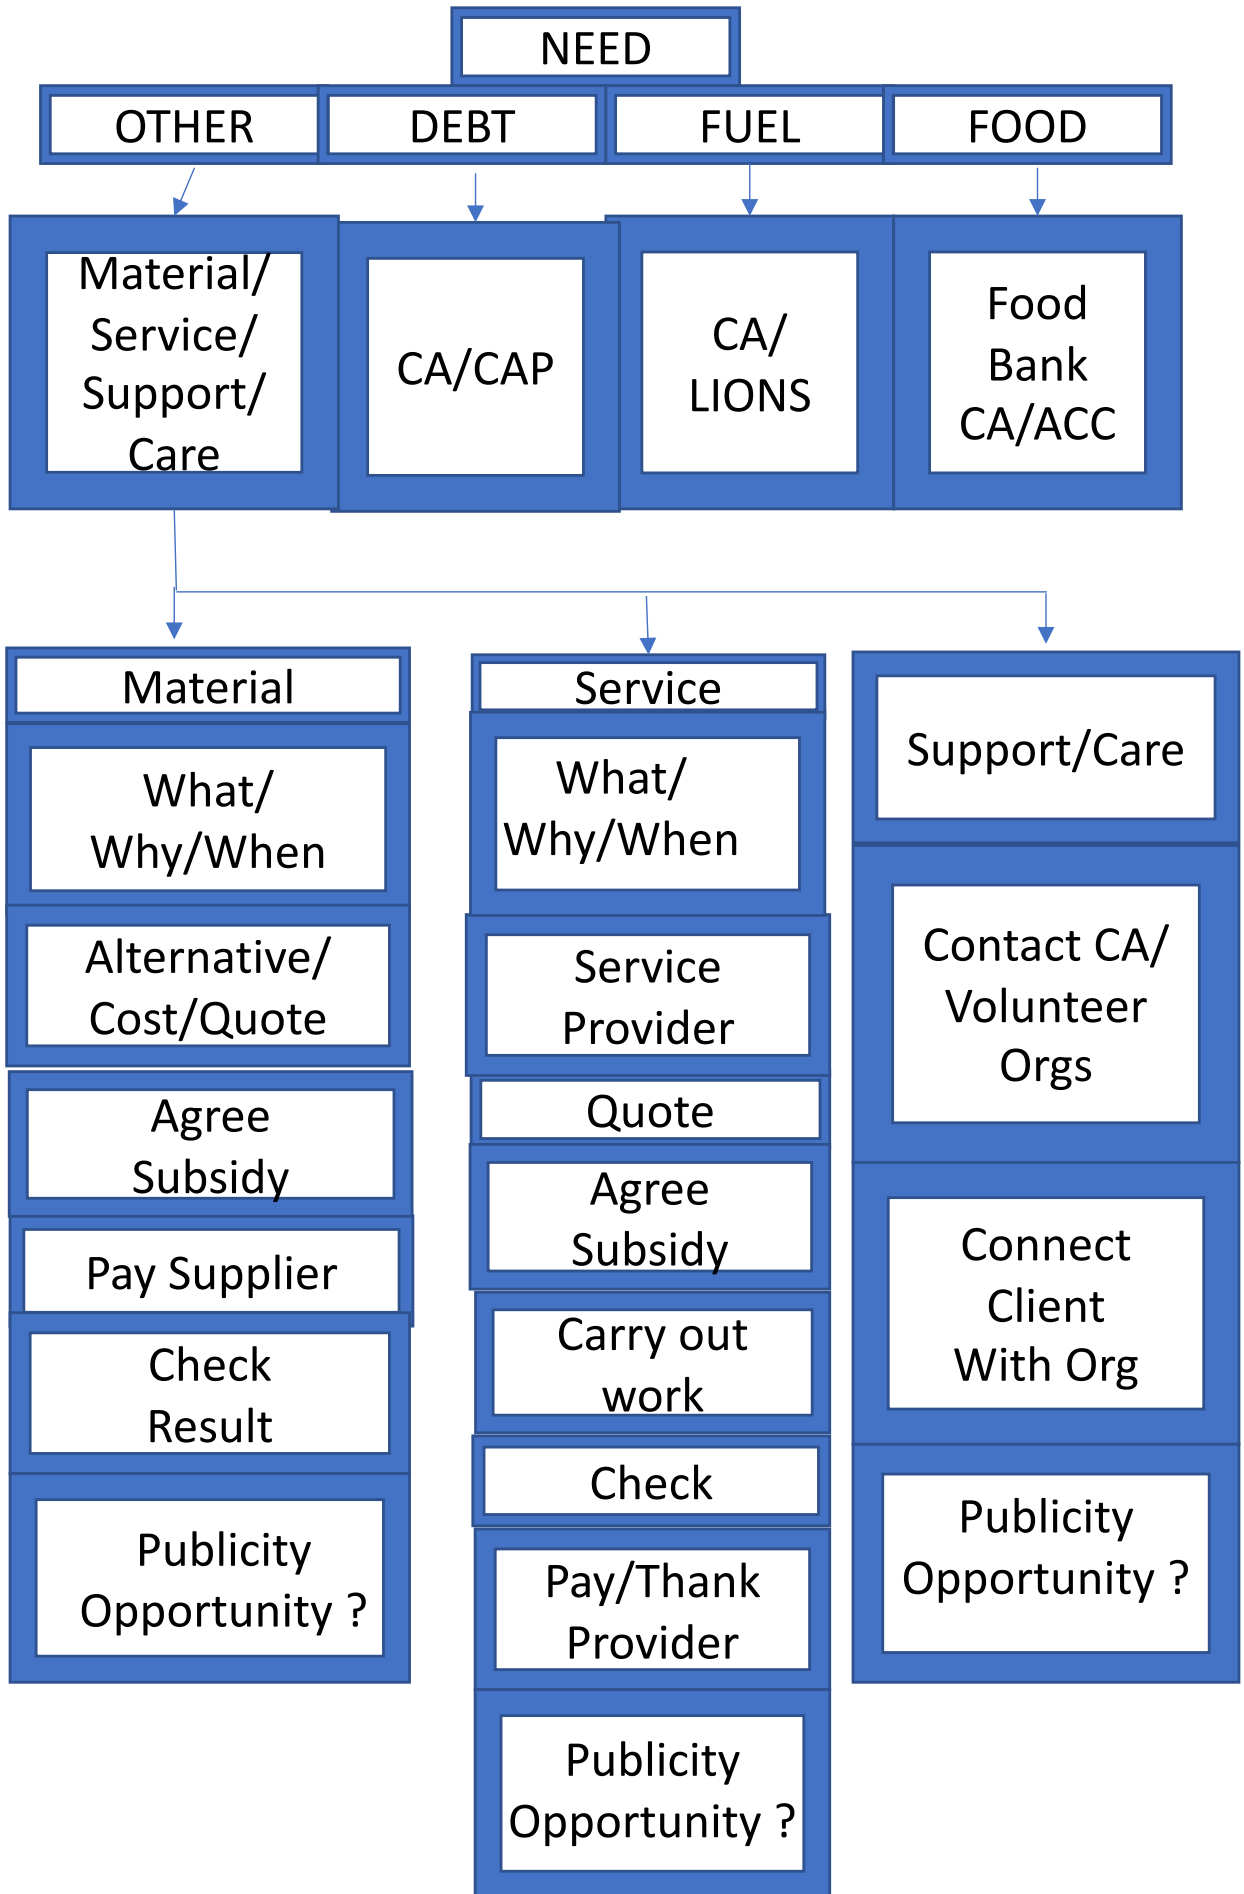 NEED
OTHER
DEBT
FUEL
FOOD
Material/
Service/
Support/
Care
CA/CAP
CA/
LIONS
Food
Bank
CA/ACC
Material
What/
Why/When
Alternative/
Cost/Quote
Agree
Subsidy
Pay Supplier
Check
Result
Publicity
Opportunity ?
Service
What/
Why/When
Service
Provider
Quote
Agree
Subsidy
Carry out
work
Check
Pay/Thank
Provider
Publicity
Opportunity ?
Support/Care
Contact CA/
Volunteer
Orgs
Connect
Client
With Org
Publicity
Opportunity ?